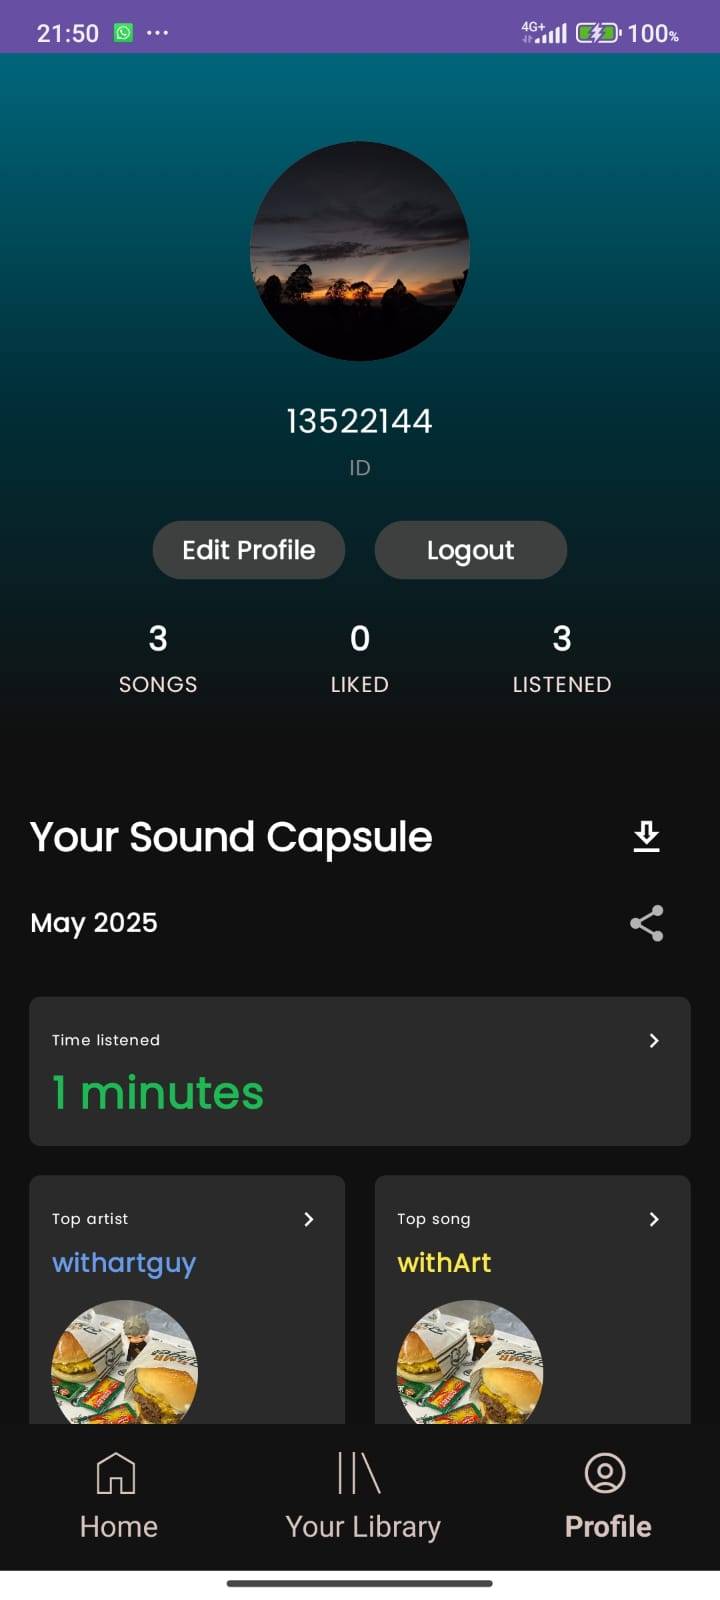 21:50 ... 4G+ 100%
13522144
ID
Edit Profile Logout
3 0 3
SONGS LIKED LISTENED
Your Sound Capsule
May 2025
Time listened
1 minutes
Top artist Top song
withartguy withArt
Home Your Library Profile